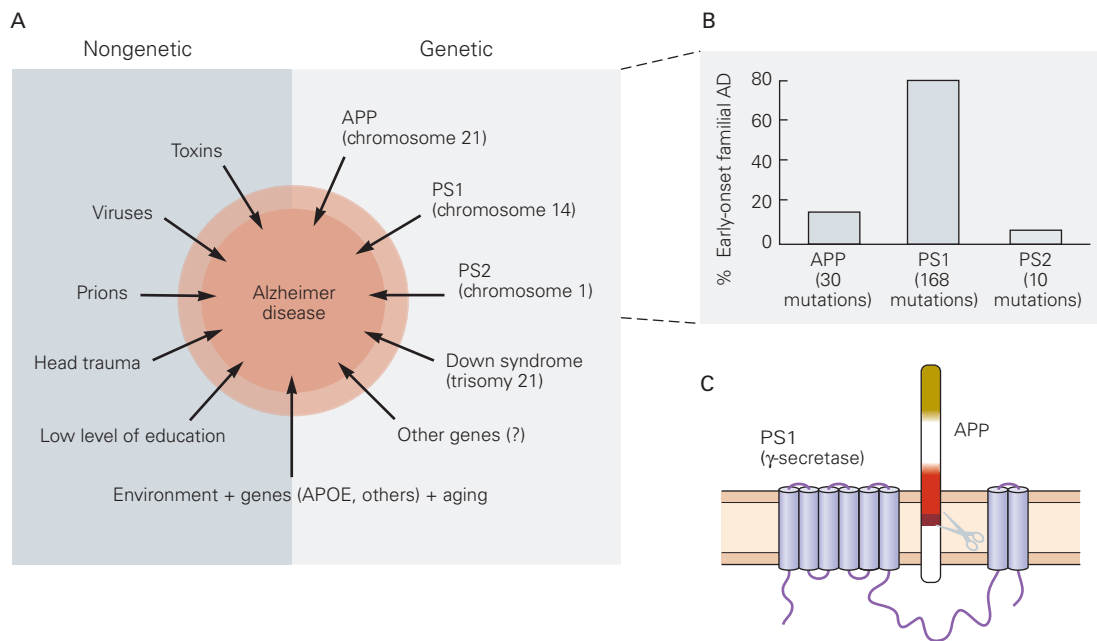 A
Nongenetic
Genetic
APP
(chromosome 21)
Toxins
PS1
(chromosome 14)
Viruses
PS2
(chromosome 1)
Prions
Alzheimer
disease
Head trauma
Down syndrome
(trisomy 21)
Low level of education
Other genes (?)
Environment + genes (APOE, others) + aging
B
% Early-onset familial AD
80
60
40
20
0
APP
(30
mutations)
PS1
(168
mutations)
PS2
(10
mutations)
C
PS1
(γ-secretase)
APP